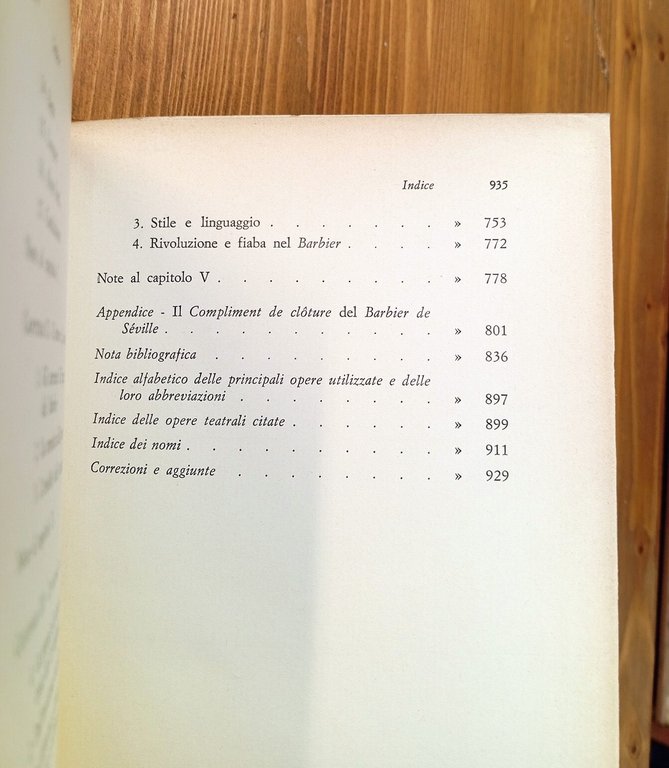 Indice 935
3. Stile e linguaggio . . . . . . . » 753
4. Rivoluzione e fiaba nel Barbier . . . . » 772
Note al capitolo V . . . . . . . . . » 778
Appendice - Il Compliment de clôture del Barbier de
Séville . . . . . . . . . . . » 801
Nota bibliografica . . . . . . . . . » 836
Indice alfabetico delle principali opere utilizzate e delle
loro abbreviazioni . . . . . . . . » 897
Indice delle opere teatrali citate . . . . . . » 899
Indice dei nomi . . . . . . . . . . » 911
Correzioni e aggiunte . . . . . . . . » 929